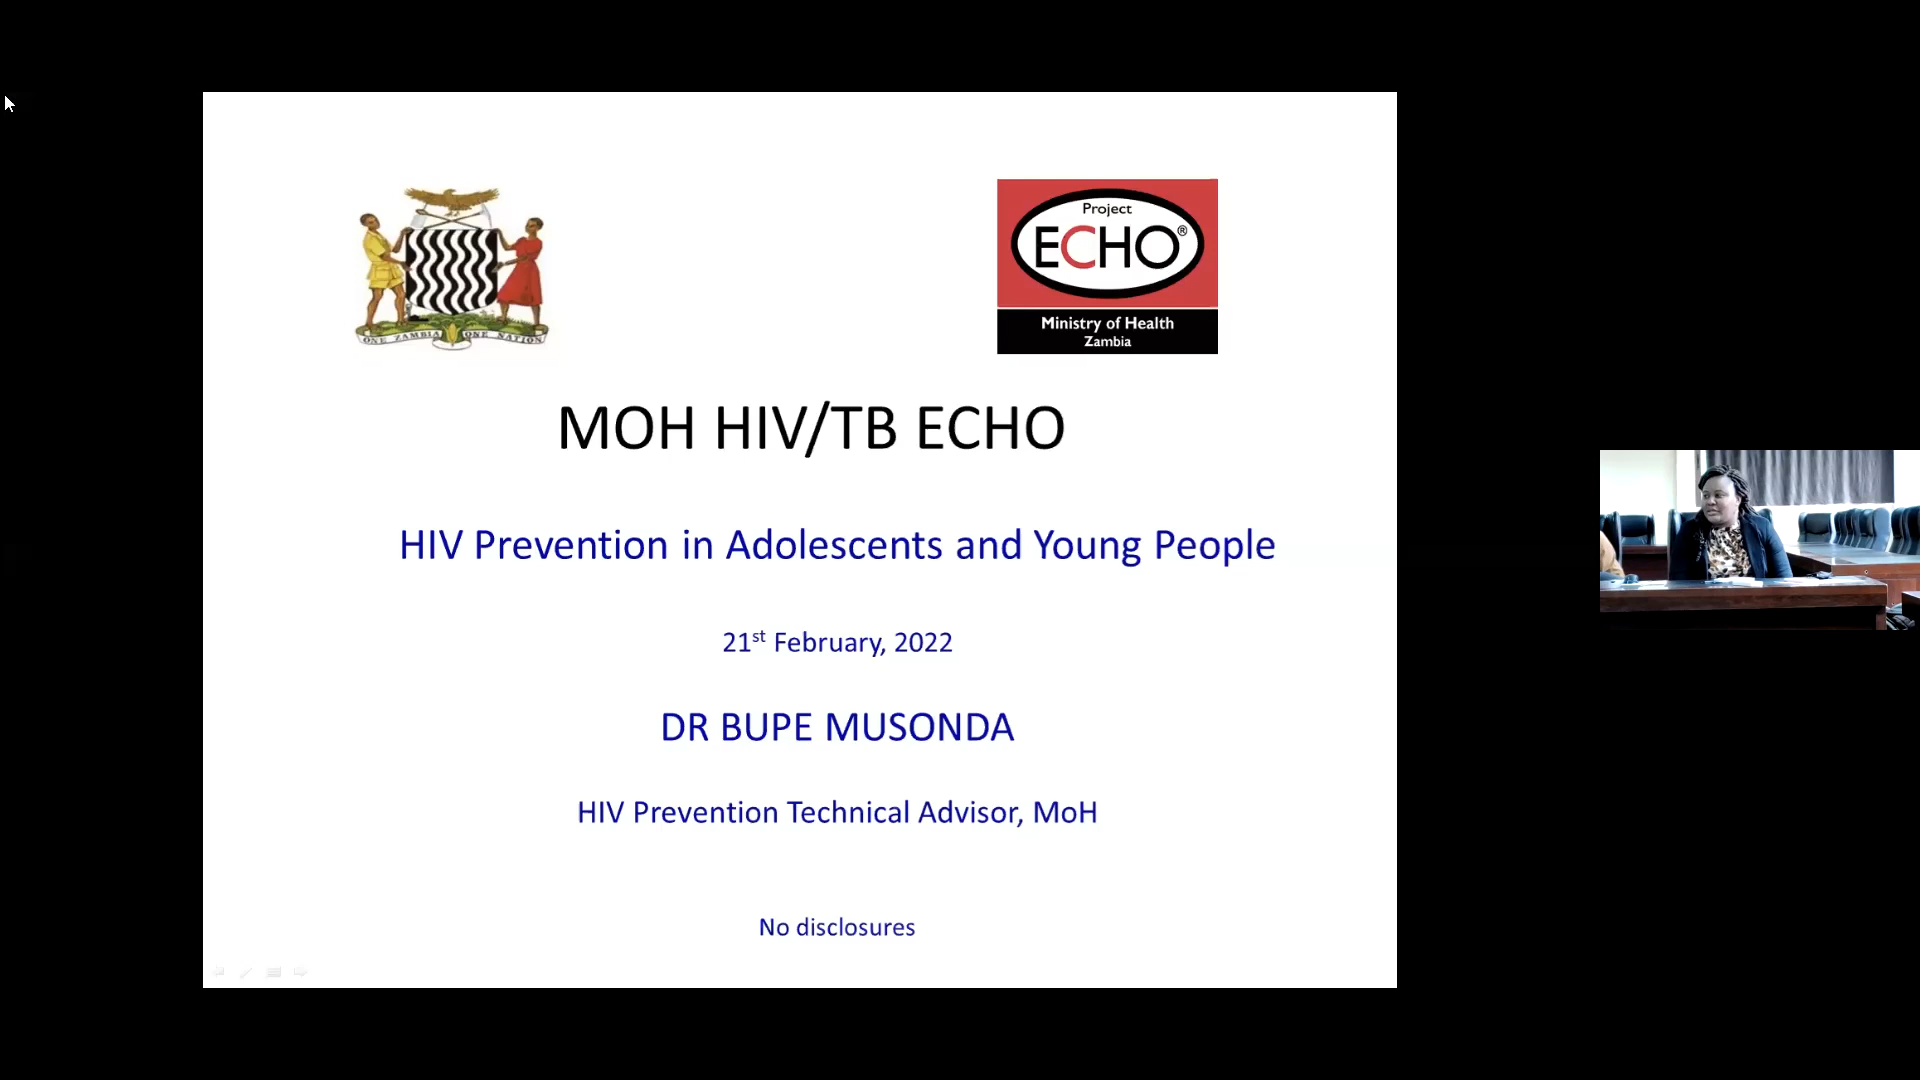 ONE ZAMBIA ONE NATION
Project
ECHO®
Ministry of Health
Zambia
MOH HIV/TB ECHO
HIV Prevention in Adolescents and Young People
21st February, 2022
DR BUPE MUSONDA
HIV Prevention Technical Advisor, MoH
No disclosures